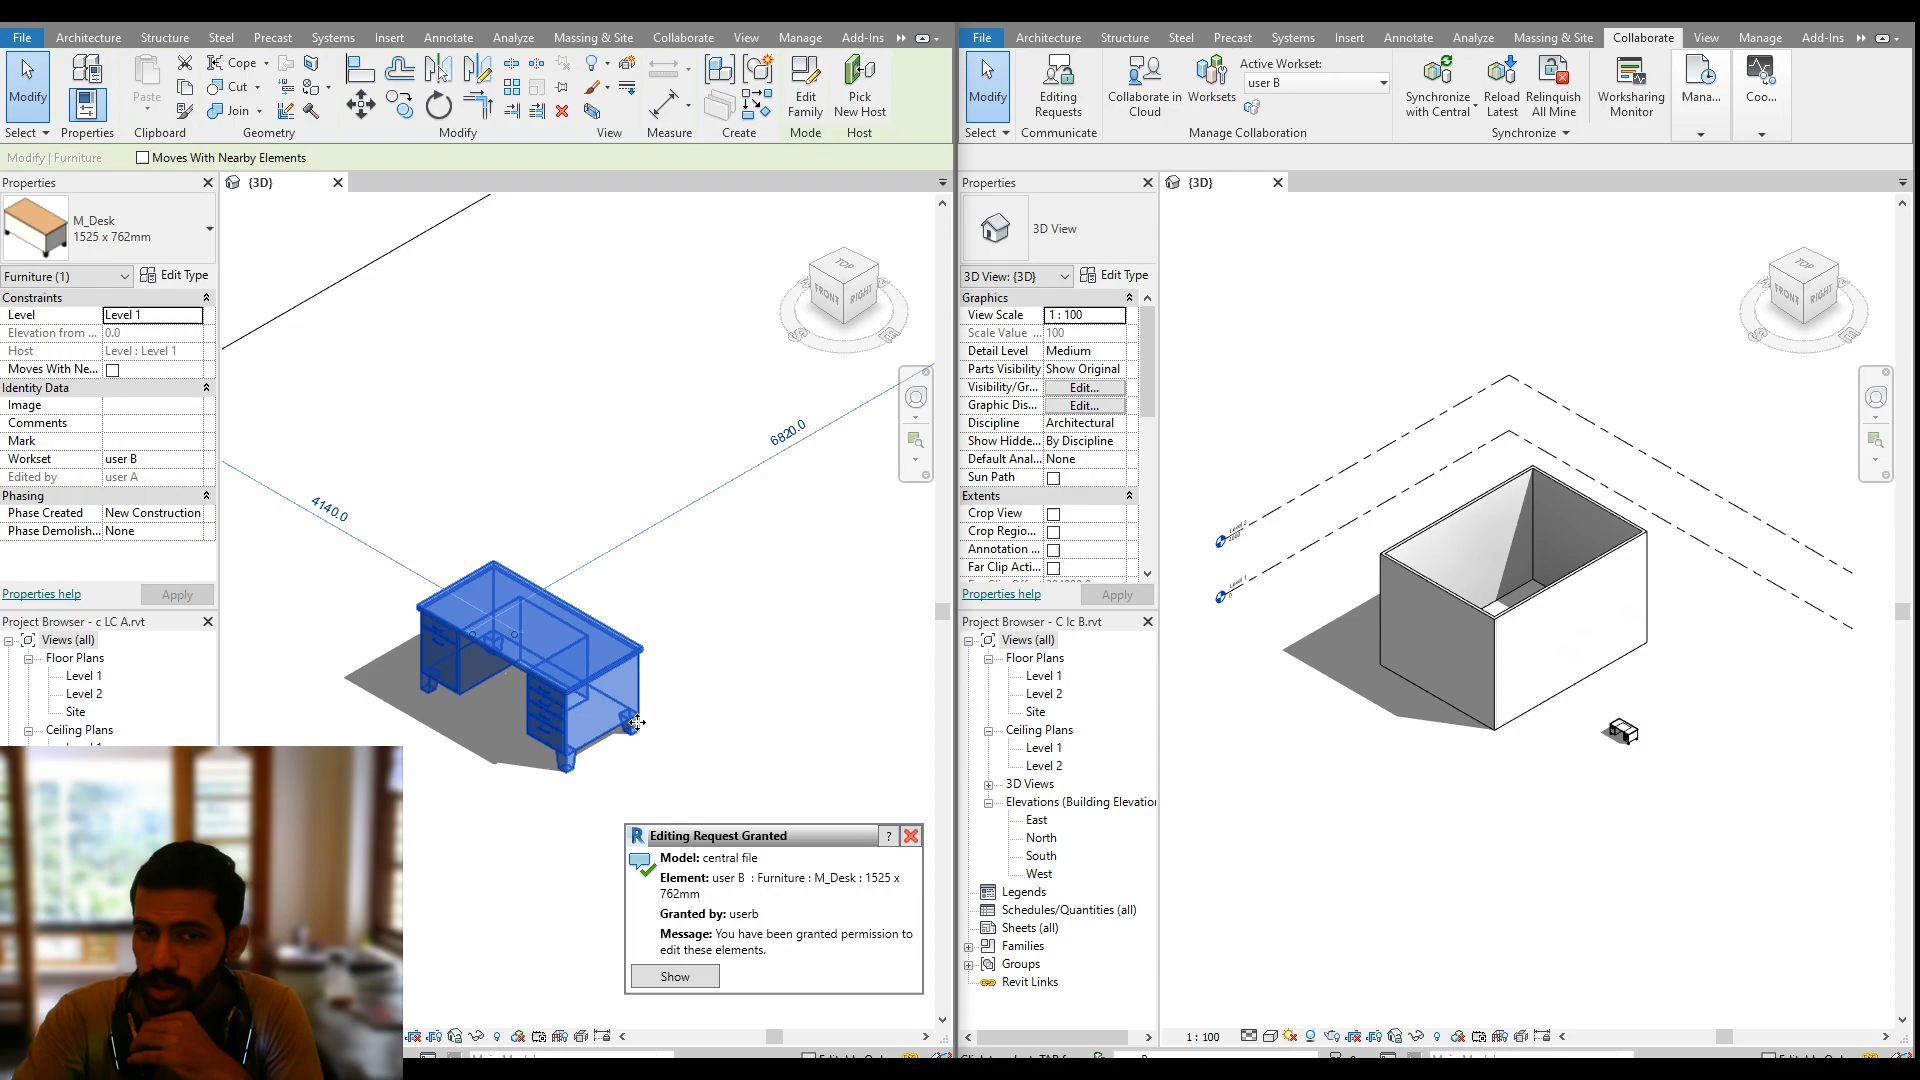 File Architecture Structure Steel Precast Systems Insert Annotate Analyze Massing & Site Collaborate View Manage Add-Ins
Modify
Paste
Cope
Cut
Join
Edit
Family
Pick
New Host
Select Properties Clipboard Geometry Modify View Measure Create Mode Host
Modify | Furniture Moves With Nearby Elements
Properties
{3D}
M_Desk
1525 x 762mm
Furniture (1) Edit Type
Constraints
Level Level 1
Elevation from ... 0.0
Host Level : Level 1
Moves With Ne...
Identity Data
Image
Comments
Mark
Workset user B
Edited by user A
Phasing
Phase Created New Construction
Phase Demolish... None
Properties help Apply
Project Browser - c LC A.rvt
Views (all)
Floor Plans
Level 1
Level 2
Site
Ceiling Plans
TOP
FRONT
RIGHT
6820.0
4140.0
Editing Request Granted
?
Model: central file
Element: user B : Furniture : M_Desk : 1525 x
762mm
Granted by: userb
Message: You have been granted permission to
edit these elements.
Show
File Architecture Structure Steel Precast Systems Insert Annotate Analyze Massing & Site Collaborate View Manage Add-Ins
Modify
Editing
Requests
Collaborate in
Cloud
Worksets
Active Workset:
user B
Synchronize
with Central
Reload
Latest
Relinquish
All Mine
Worksharing
Monitor
Mana...
Coo...
Select Communicate Manage Collaboration Synchronize
Properties
{3D}
3D View
3D View: {3D} Edit Type
Graphics
View Scale 1 : 100
Scale Value ... 100
Detail Level Medium
Parts Visibility Show Original
Visibility/Gr... Edit...
Graphic Dis... Edit...
Discipline Architectural
Show Hidde... By Discipline
Default Anal... None
Sun Path
Extents
Crop View
Crop Regio...
Annotation ...
Far Clip Acti...
Properties help Apply
Project Browser - C lc B.rvt
Views (all)
Floor Plans
Level 1
Level 2
Site
Ceiling Plans
Level 1
Level 2
3D Views
Elevations (Building Elevatio
East
North
South
West
Legends
Schedules/Quantities (all)
Sheets (all)
Families
Groups
Revit Links
TOP
FRONT
RIGHT
Level 2
Level 1
1 : 100